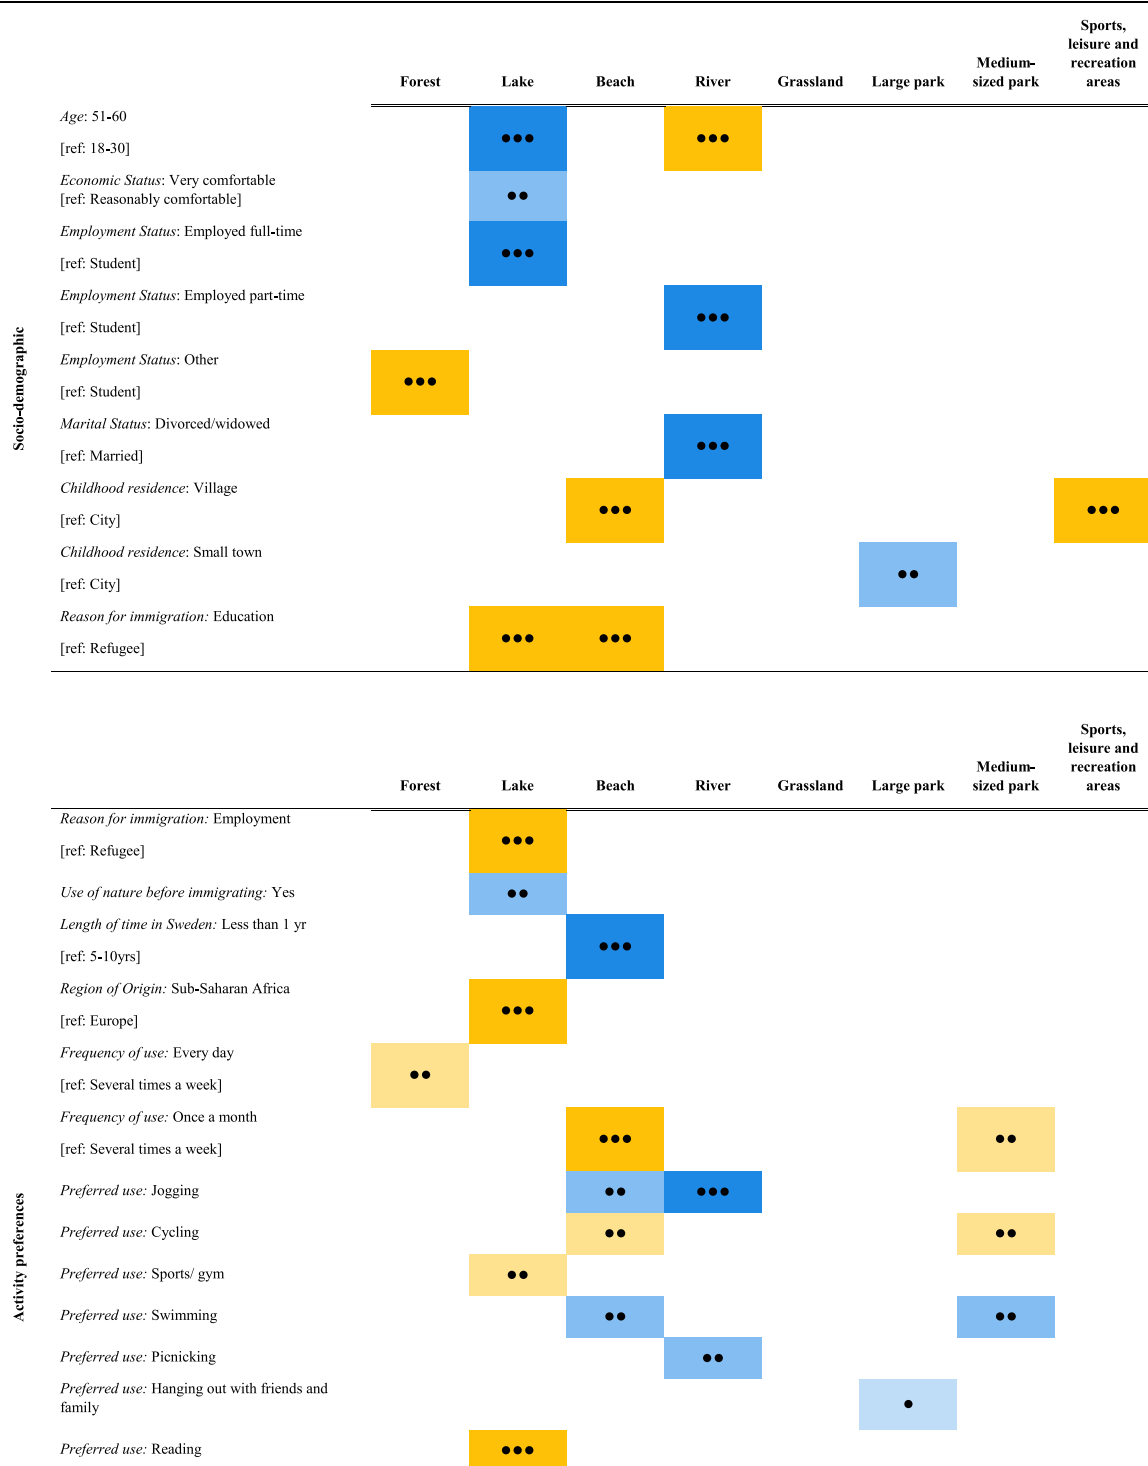 Sports,
leisure and
recreation
areas
Medium-
sized park
Forest Lake Beach River Grassland Large park
Socio-demographic
Age: 51-60
[ref: 18-30]
●●● ●●●
Economic Status: Very comfortable
[ref: Reasonably comfortable]
●●
Employment Status: Employed full-time
[ref: Student]
●●●
Employment Status: Employed part-time
[ref: Student]
●●●
Employment Status: Other
[ref: Student]
●●●
Marital Status: Divorced/widowed
[ref: Married]
●●●
Childhood residence: Village
[ref: City]
●●● ●●●
Childhood residence: Small town
[ref: City]
●●
Reason for immigration: Education
[ref: Refugee]
●●● ●●●
Sports,
leisure and
recreation
areas
Medium-
sized park
Forest Lake Beach River Grassland Large park
Reason for immigration: Employment
[ref: Refugee]
●●●
Use of nature before immigrating: Yes
●●
Length of time in Sweden: Less than 1 yr
[ref: 5-10yrs]
●●●
Region of Origin: Sub-Saharan Africa
[ref: Europe]
●●●
Activity preferences
Frequency of use: Every day
[ref: Several times a week]
●●
Frequency of use: Once a month
[ref: Several times a week]
●●● ●●
Preferred use: Jogging
●● ●●●
Preferred use: Cycling
●● ●●
Preferred use: Sports/ gym
●●
Preferred use: Swimming
●● ●●
Preferred use: Picnicking
●●
Preferred use: Hanging out with friends and
family
●
Preferred use: Reading
●●●